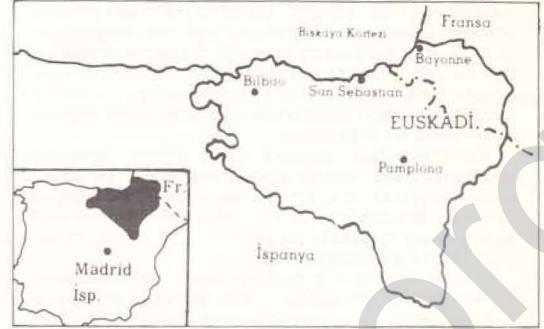 Fransa
Biskaya Körfezi
Bayonne
Bilbao
San Sebastian
EUSKADİ.
Pamplona
Fr.
İspanya
Madrid
İsp.